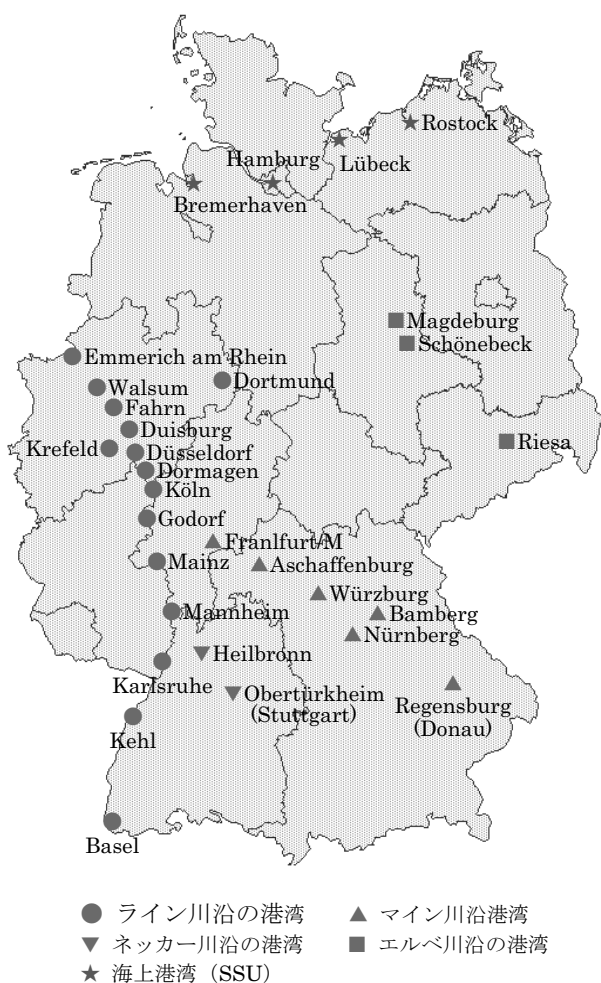 Rostock
Hamburg
Lübeck
Bremerhaven
Magdeburg
Schönebeck
Emmerich am Rhein
Dortmund
Walsum
Fahrn
Duisburg
Krefeld
Düsseldorf
Dormagen
Riesa
Köln
Godorf
Franlfurt/M
Mainz
Aschaffenburg
Würzburg
Mannheim
Bamberg
Nürnberg
Heilbronn
Karlsruhe
Obertürkheim
(Stuttgart)
Regensburg
(Donau)
Kehl
Basel
● ライン川沿の港湾
▲ マイン川沿港湾
▼ ネッカー川沿の港湾
■ エルベ川沿の港湾
★ 海上港湾（SSU）